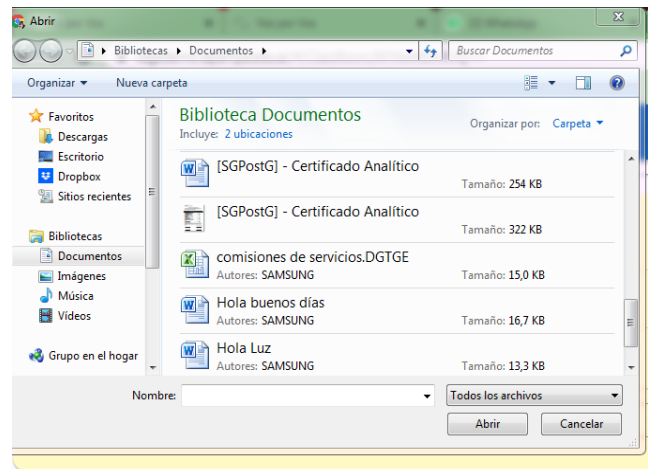 Abrir
Bibliotecas Documentos
Buscar Documentos
Organizar Nueva carpeta
Favoritos
Descargas
Escritorio
Dropbox
Sitios recientes
Bibliotecas
Documentos
Imágenes
Música
Vídeos
Grupo en el hogar
Biblioteca Documentos
Incluye: 2 ubicaciones
Organizar por: Carpeta
[SGPostG] - Certificado Analítico
Tamaño: 254 KB
[SGPostG] - Certificado Analítico
Tamaño: 322 KB
comisiones de servicios.DGTGE
Autores: SAMSUNG Tamaño: 15,0 KB
Hola buenos días
Autores: SAMSUNG Tamaño: 16,7 KB
Hola Luz
Autores: SAMSUNG Tamaño: 13,3 KB
Nombre:
Todos los archivos
Abrir Cancelar